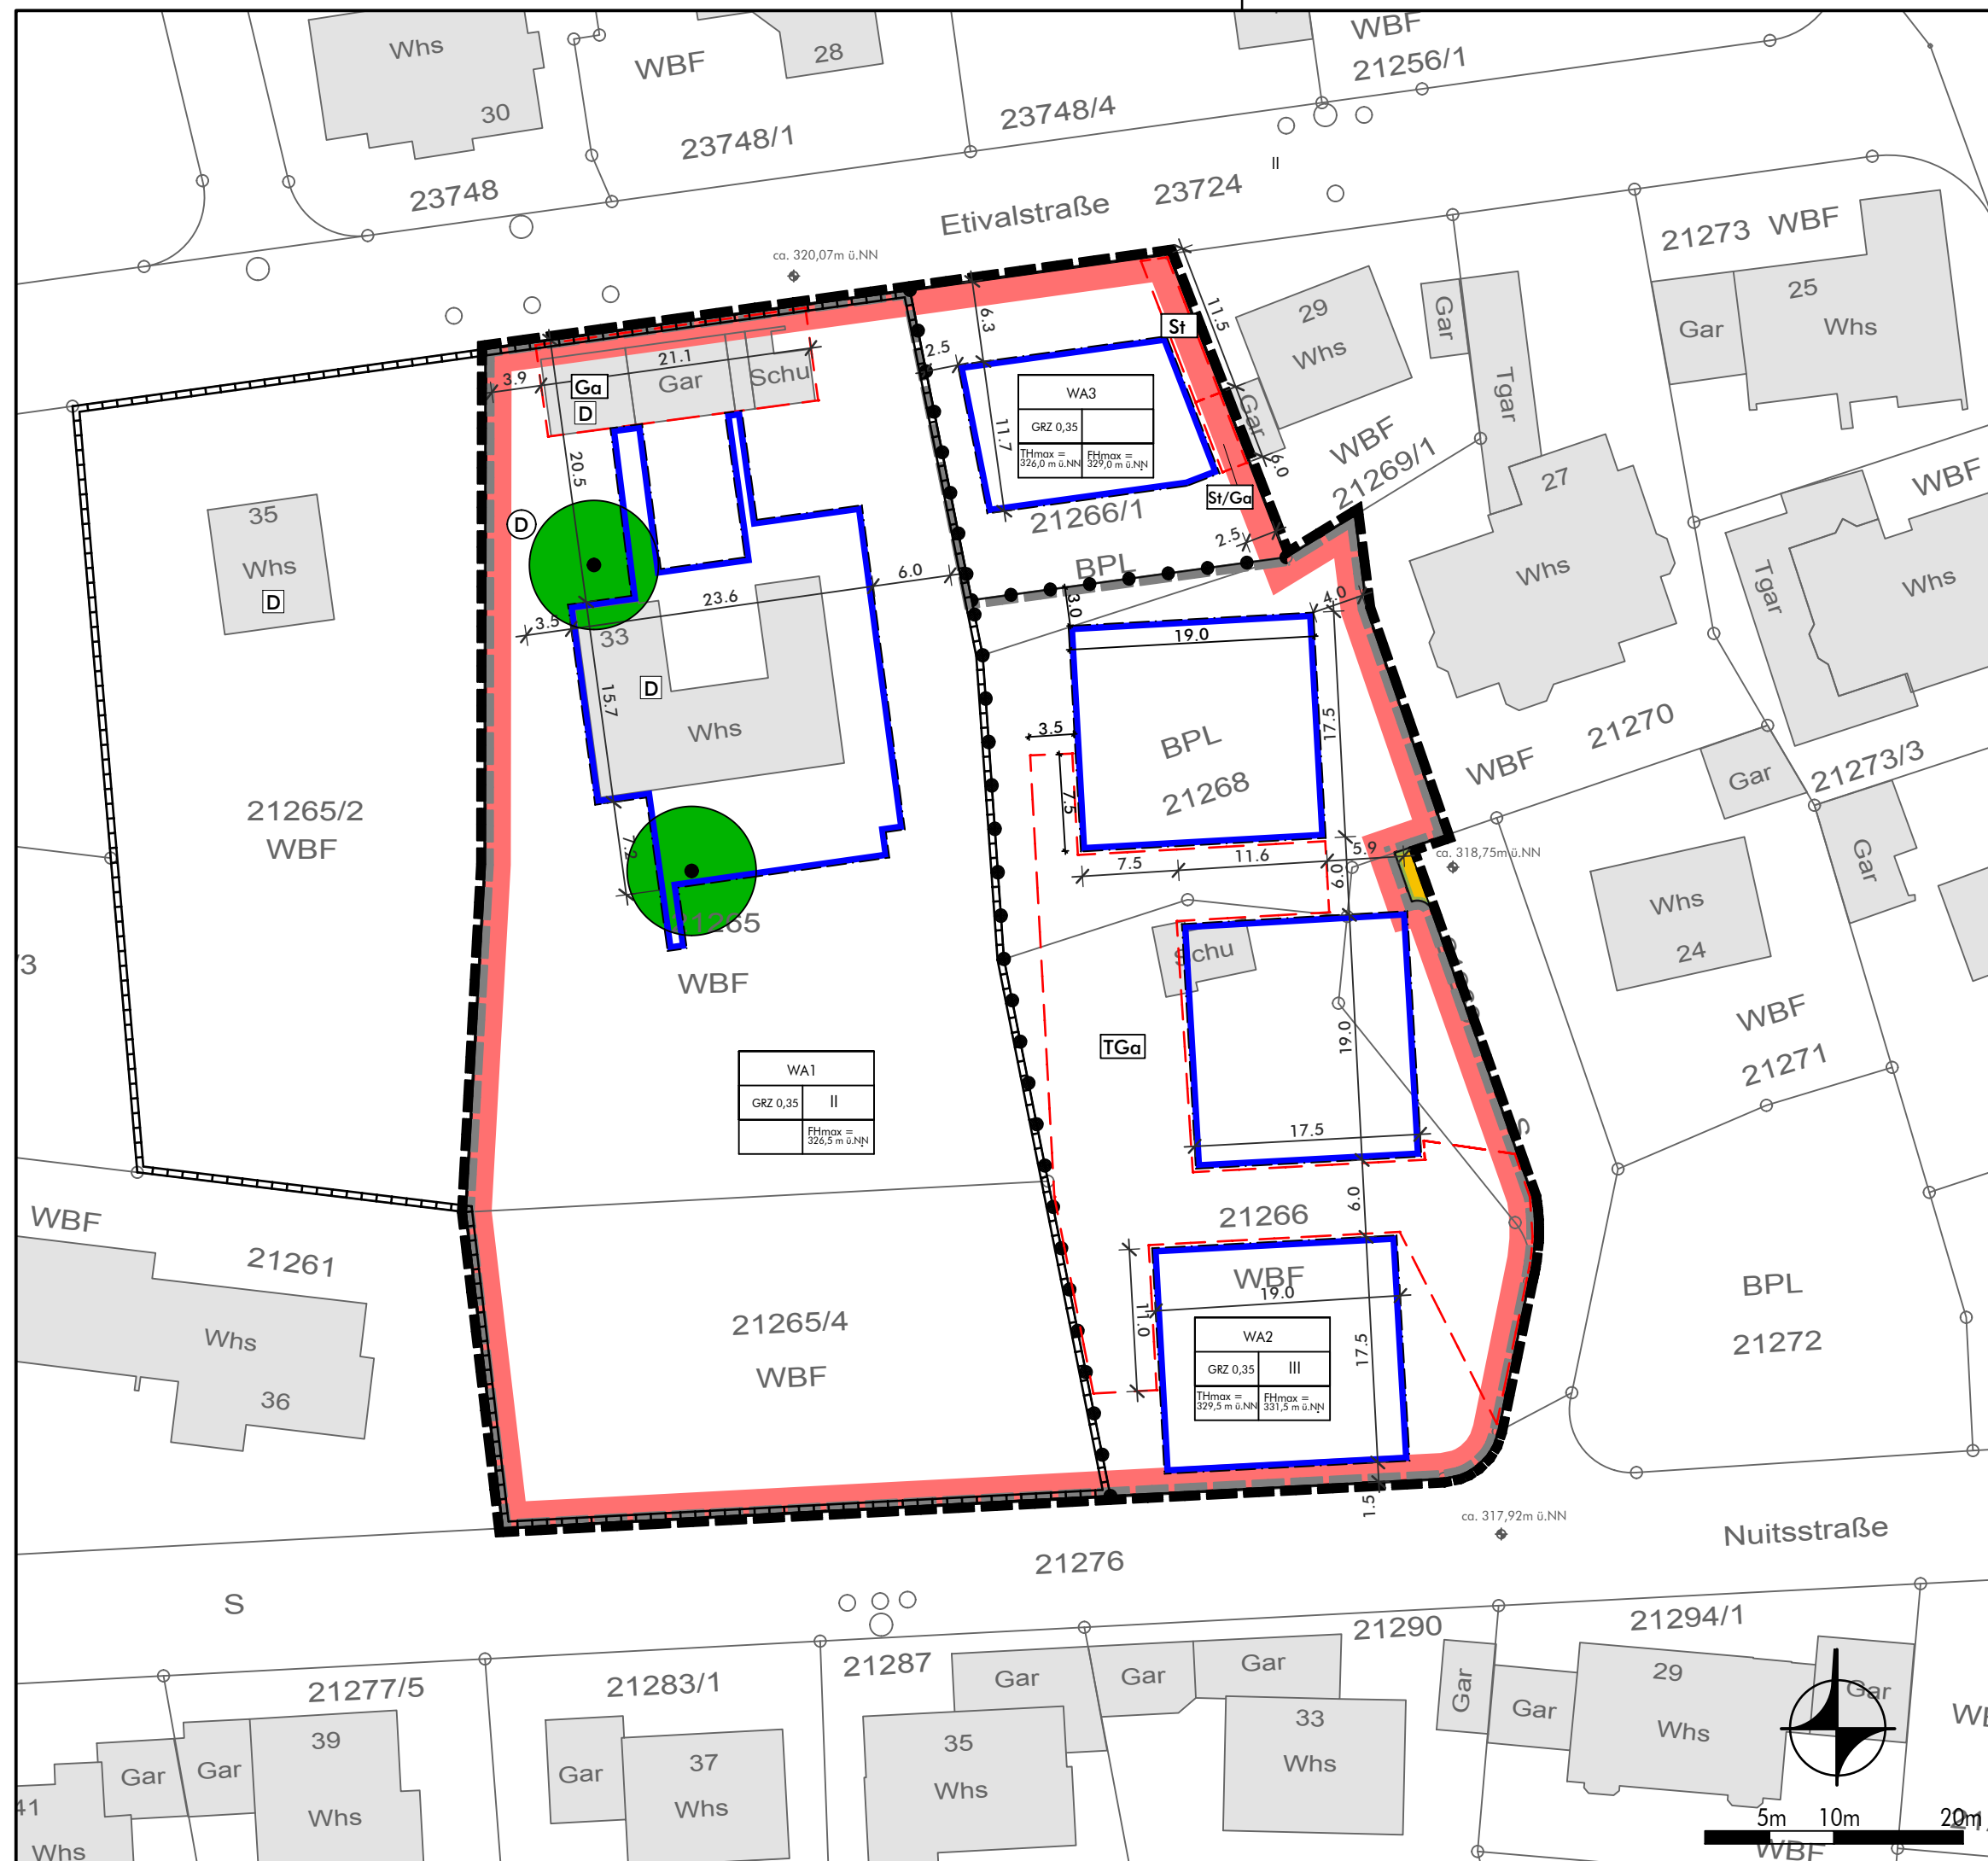 Whs
30
WBF
28
23748/1
23748
23748/4
WBF
21256/1
II
Etivalstraße
23724
ca. 320,07m ü.NN
21273
WBF
25
Gar
Whs
29
Whs
Gar
Gar
Tgar
WBF
21269/1
27
Whs
Tgar
Whs
WBF
St
11.5
6.3
2.5
11.7
6.0
St/Ga
2.5
WA3
GRZ 0,35
THmax =
326,0 m ü.NN
FHmax =
329,0 m ü.NN
21266/1
BPL
3.9
21.1
Ga
D
Gar
Schu
20.5
D
35
Whs
D
3.5
23.6
6.0
33
15.7
D
Whs
7.2
21265/2
WBF
21265
WBF
3.0
4.0
19.0
17.5
3.5
7.5
BPL
21268
7.5
11.6
5.9
6.0
ca. 318,75m ü.NN
WBF
21270
Gar
21273/3
Gar
Whs
24
WBF
21271
/3
Schu
TGa
19.0
17.5
6.0
S
WA1
GRZ 0,35
II
FHmax =
326,5 m ü.NN
21266
WBF
19.0
11.0
17.5
WA2
GRZ 0,35
III
THmax =
329,5 m ü.NN
FHmax =
331,5 m ü.NN
1.5
WBF
21261
Whs
36
21265/4
WBF
BPL
21272
ca. 317,92m ü.NN
Nuitsstraße
21276
S
21277/5
21283/1
21287
21290
21294/1
41
Whs
Gar
Gar
39
Whs
Gar
37
Whs
Gar
Gar
Gar
35
Whs
33
Whs
Gar
Gar
29
Whs
Gar
5m
10m
20m
WBF